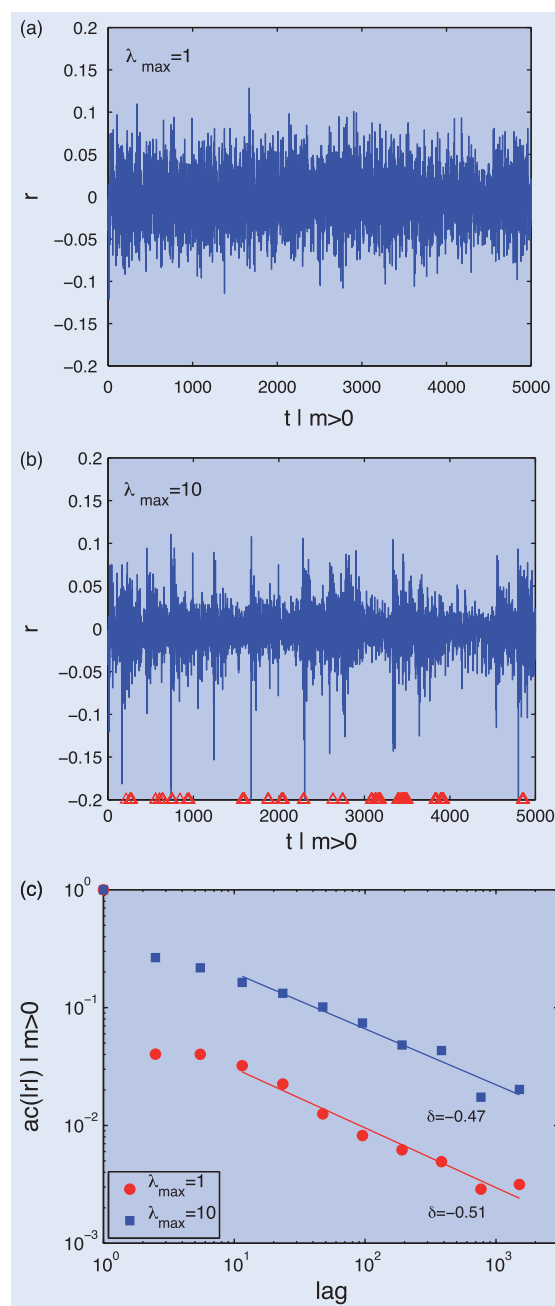 (a)
λ max=1
0.2
0.15
0.1
0.05
0
−0.05
−0.1
−0.15
−0.2
r
0 1000 2000 3000 4000 5000
t | m>0
(b)
λ max=10
0.2
0.15
0.1
0.05
0
−0.05
−0.1
−0.15
−0.2
r
0 1000 2000 3000 4000 5000
t | m>0
(c)
10^0
10^−1
10^−2
10^−3
ac(|r|) | m>0
δ=−0.47
δ=−0.51
λmax=1
λmax=10
10^0 10^1 10^2 10^3
lag